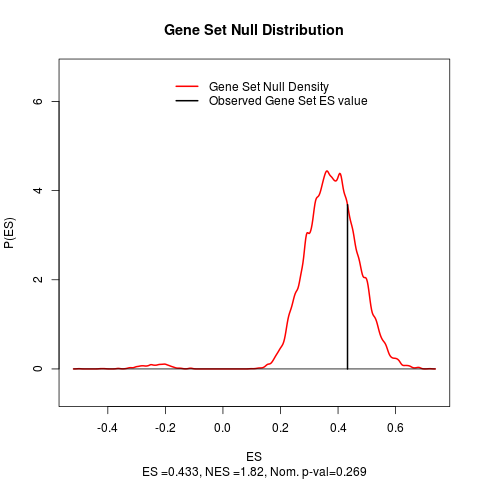 Gene Set Null Distribution
Gene Set Null Density
Observed Gene Set ES value
P(ES)
6
4
2
0
-0.4 -0.2 0.0 0.2 0.4 0.6
ES
ES =0.433, NES =1.82, Nom. p-val=0.269